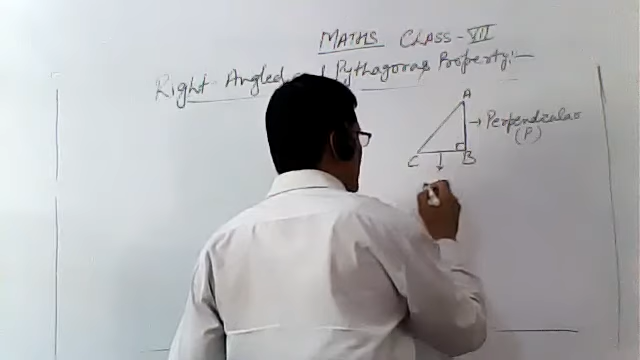 MATHS CLASS - VII
Right-Angled Pythagoras Property:-
A
Perpendicular
(P)
C B